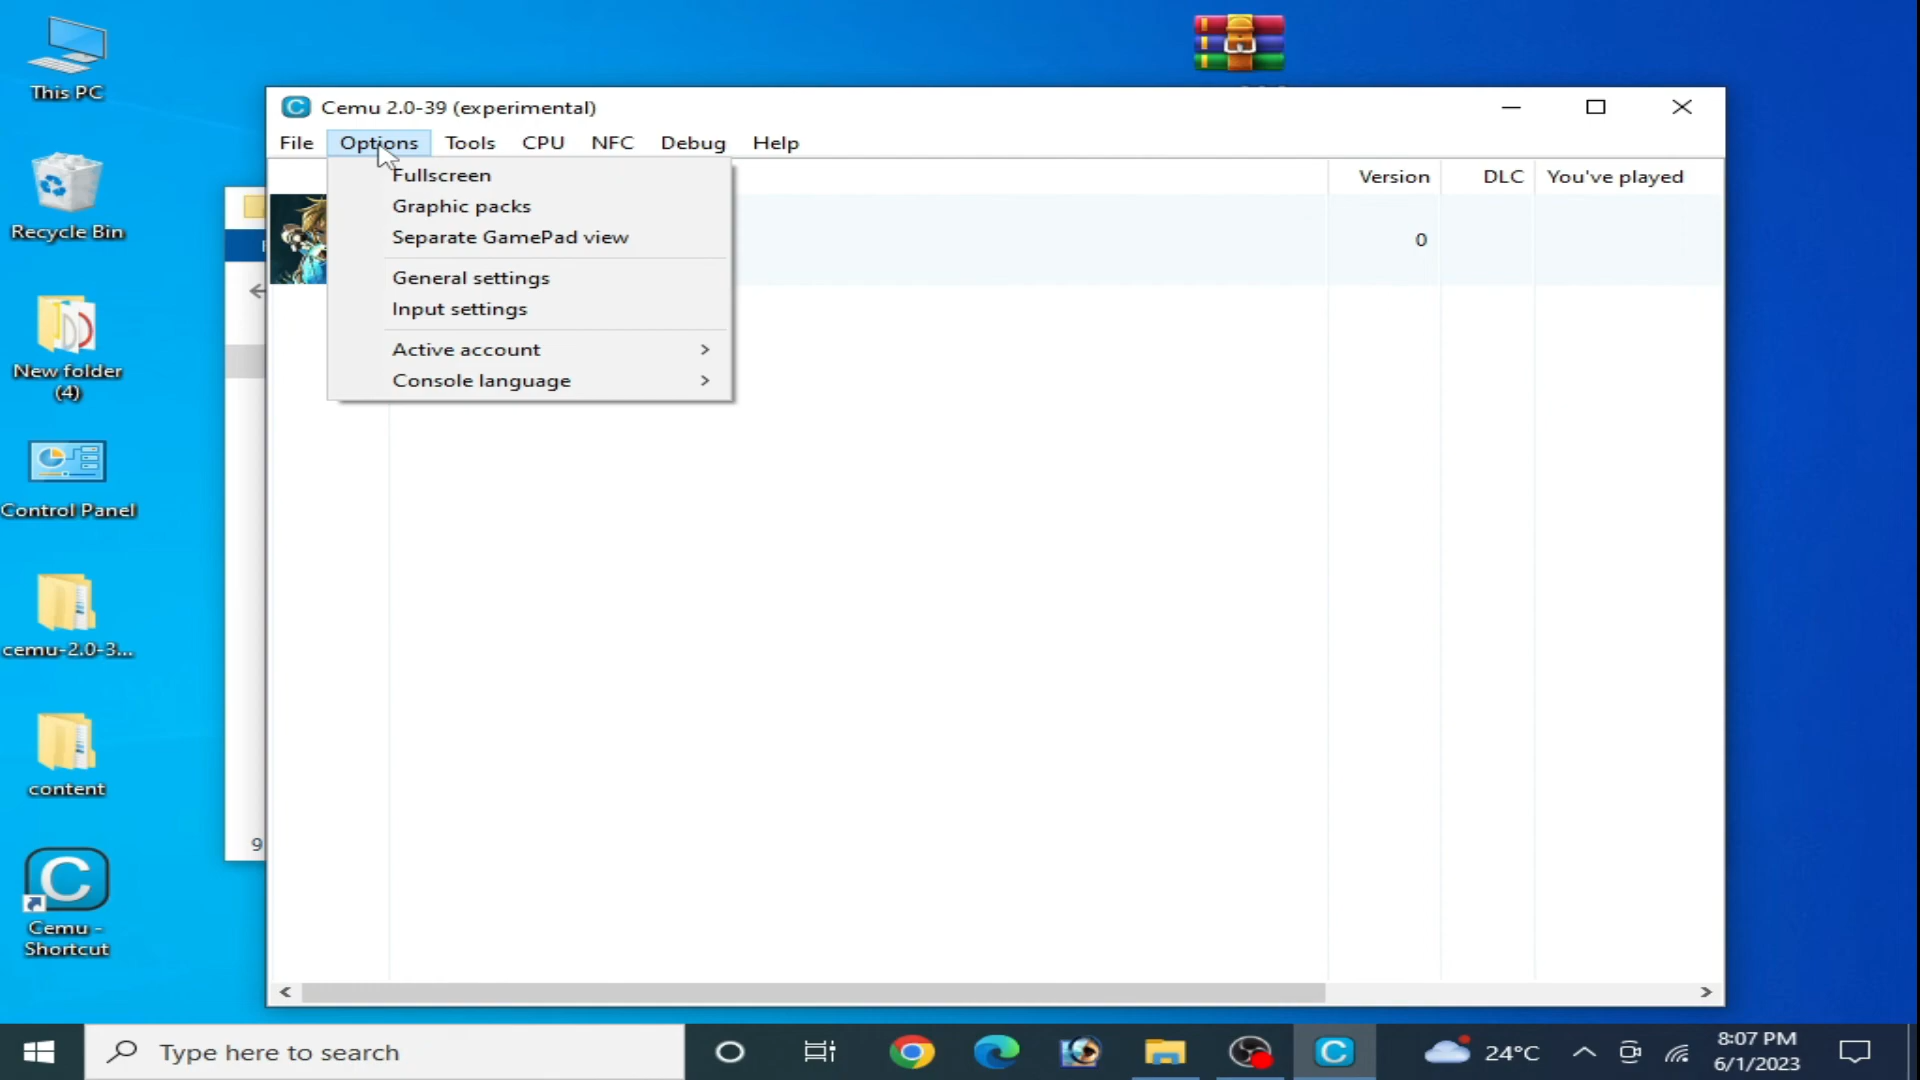 This PC
Recycle Bin
New folder
(4)
Control Panel
cemu-2.0-3...
content
Cemu -
Shortcut
Cemu 2.0-39 (experimental)
File Options Tools CPU NFC Debug Help
Version DLC You've played
0
Fullscreen
Graphic packs
Separate GamePad view
General settings
Input settings
Active account
Console language
9
Type here to search
24°C
8:07 PM
6/1/2023